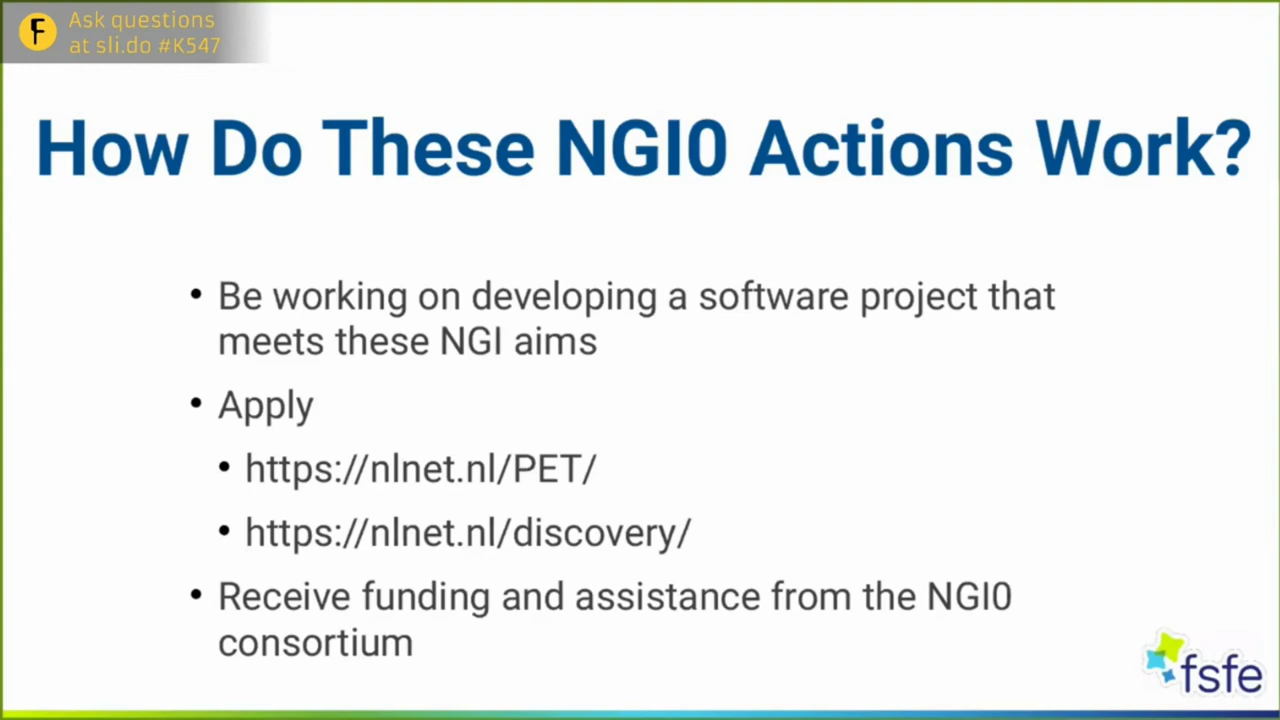 F
Ask questions
at sli.do #K547
How Do These NGI0 Actions Work?
• Be working on developing a software project that
meets these NGI aims
• Apply
• https://nlnet.nl/PET/
• https://nlnet.nl/discovery/
• Receive funding and assistance from the NGI0
consortium
fsfe